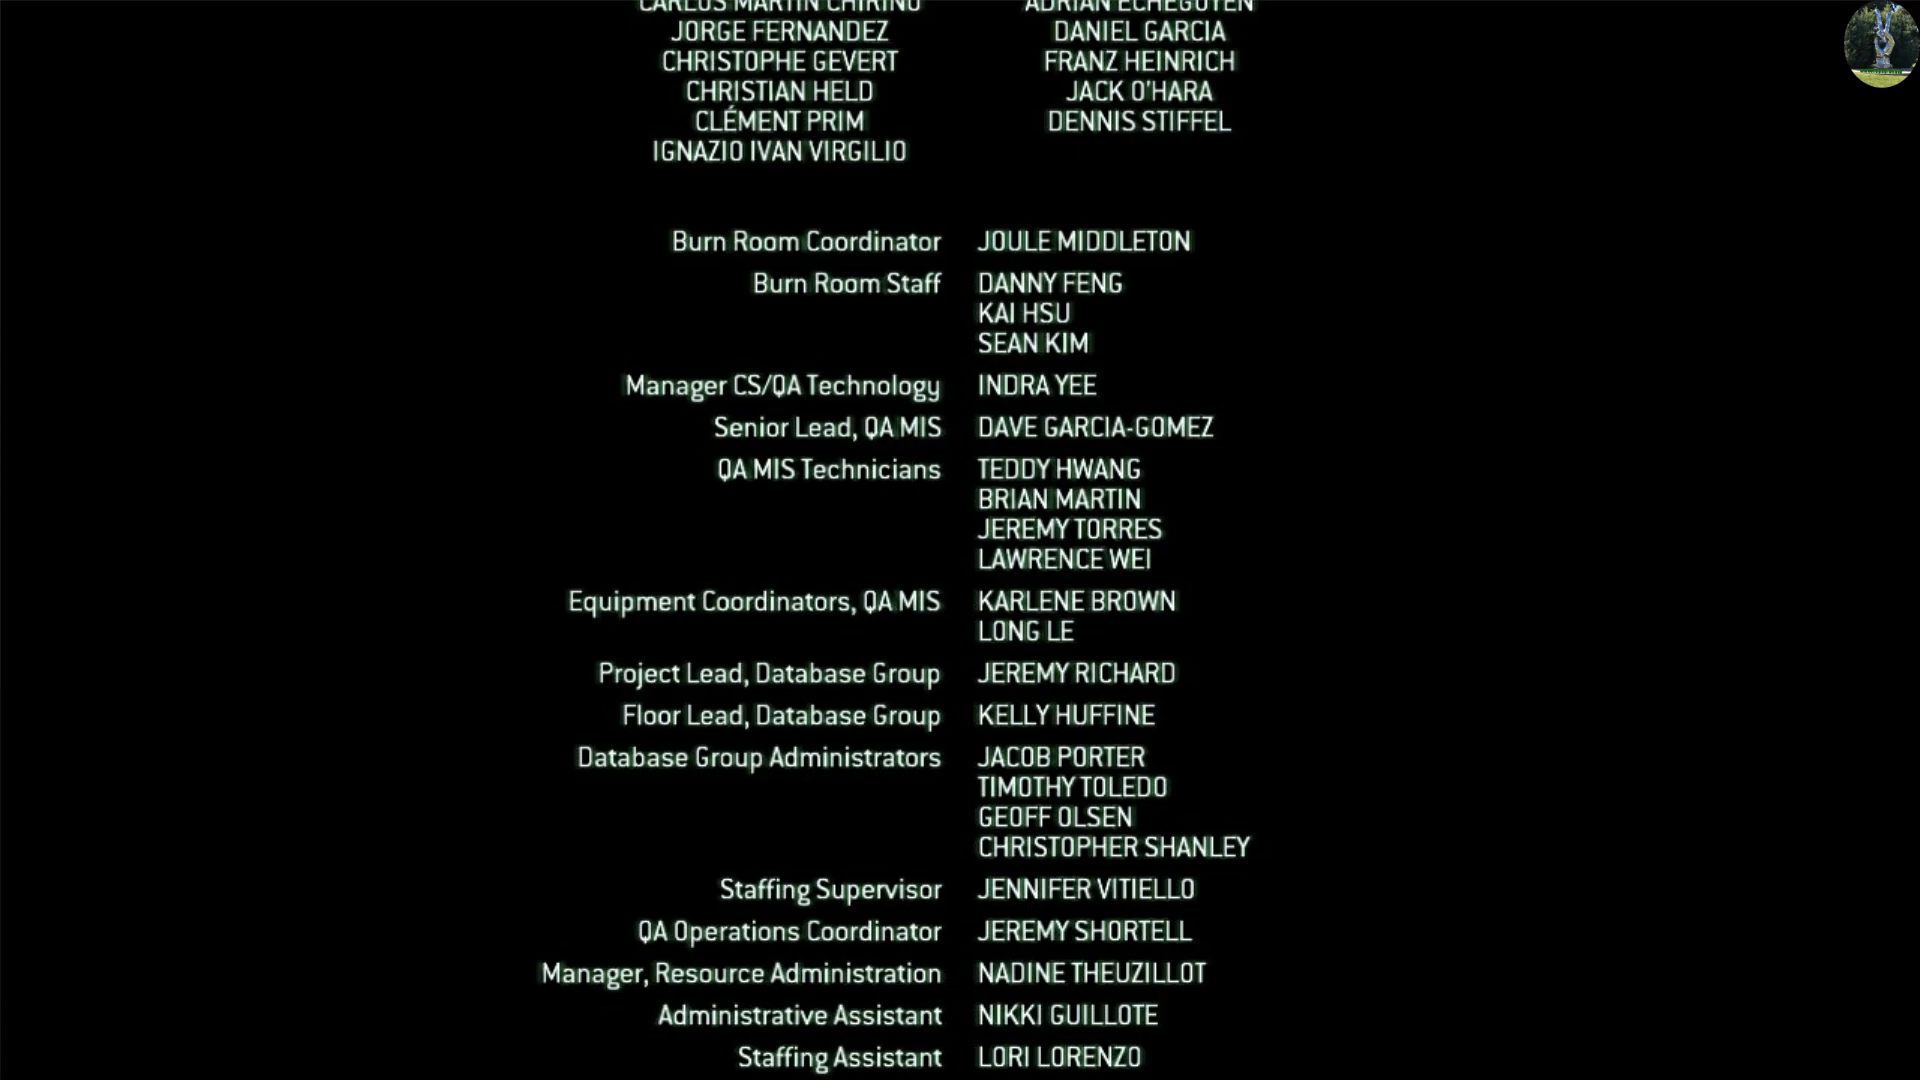 CARLOS MARTIN CHIRINO ADRIAN ECHEGOYEN
JORGE FERNANDEZ DANIEL GARCIA
CHRISTOPHE GEVERT FRANZ HEINRICH
CHRISTIAN HELD JACK O'HARA
CLÉMENT PRIM DENNIS STIFFEL
IGNAZIO IVAN VIRGILIO
Burn Room Coordinator JOULE MIDDLETON
Burn Room Staff DANNY FENG
KAI HSU
SEAN KIM
Manager CS/QA Technology INDRA YEE
Senior Lead, QA MIS DAVE GARCIA-GOMEZ
QA MIS Technicians TEDDY HWANG
BRIAN MARTIN
JEREMY TORRES
LAWRENCE WEI
Equipment Coordinators, QA MIS KARLENE BROWN
LONG LE
Project Lead, Database Group JEREMY RICHARD
Floor Lead, Database Group KELLY HUFFINE
Database Group Administrators JACOB PORTER
TIMOTHY TOLEDO
GEOFF OLSEN
CHRISTOPHER SHANLEY
Staffing Supervisor JENNIFER VITIELLO
QA Operations Coordinator JEREMY SHORTELL
Manager, Resource Administration NADINE THEUZILLOT
Administrative Assistant NIKKI GUILLOTE
Staffing Assistant LORI LORENZO